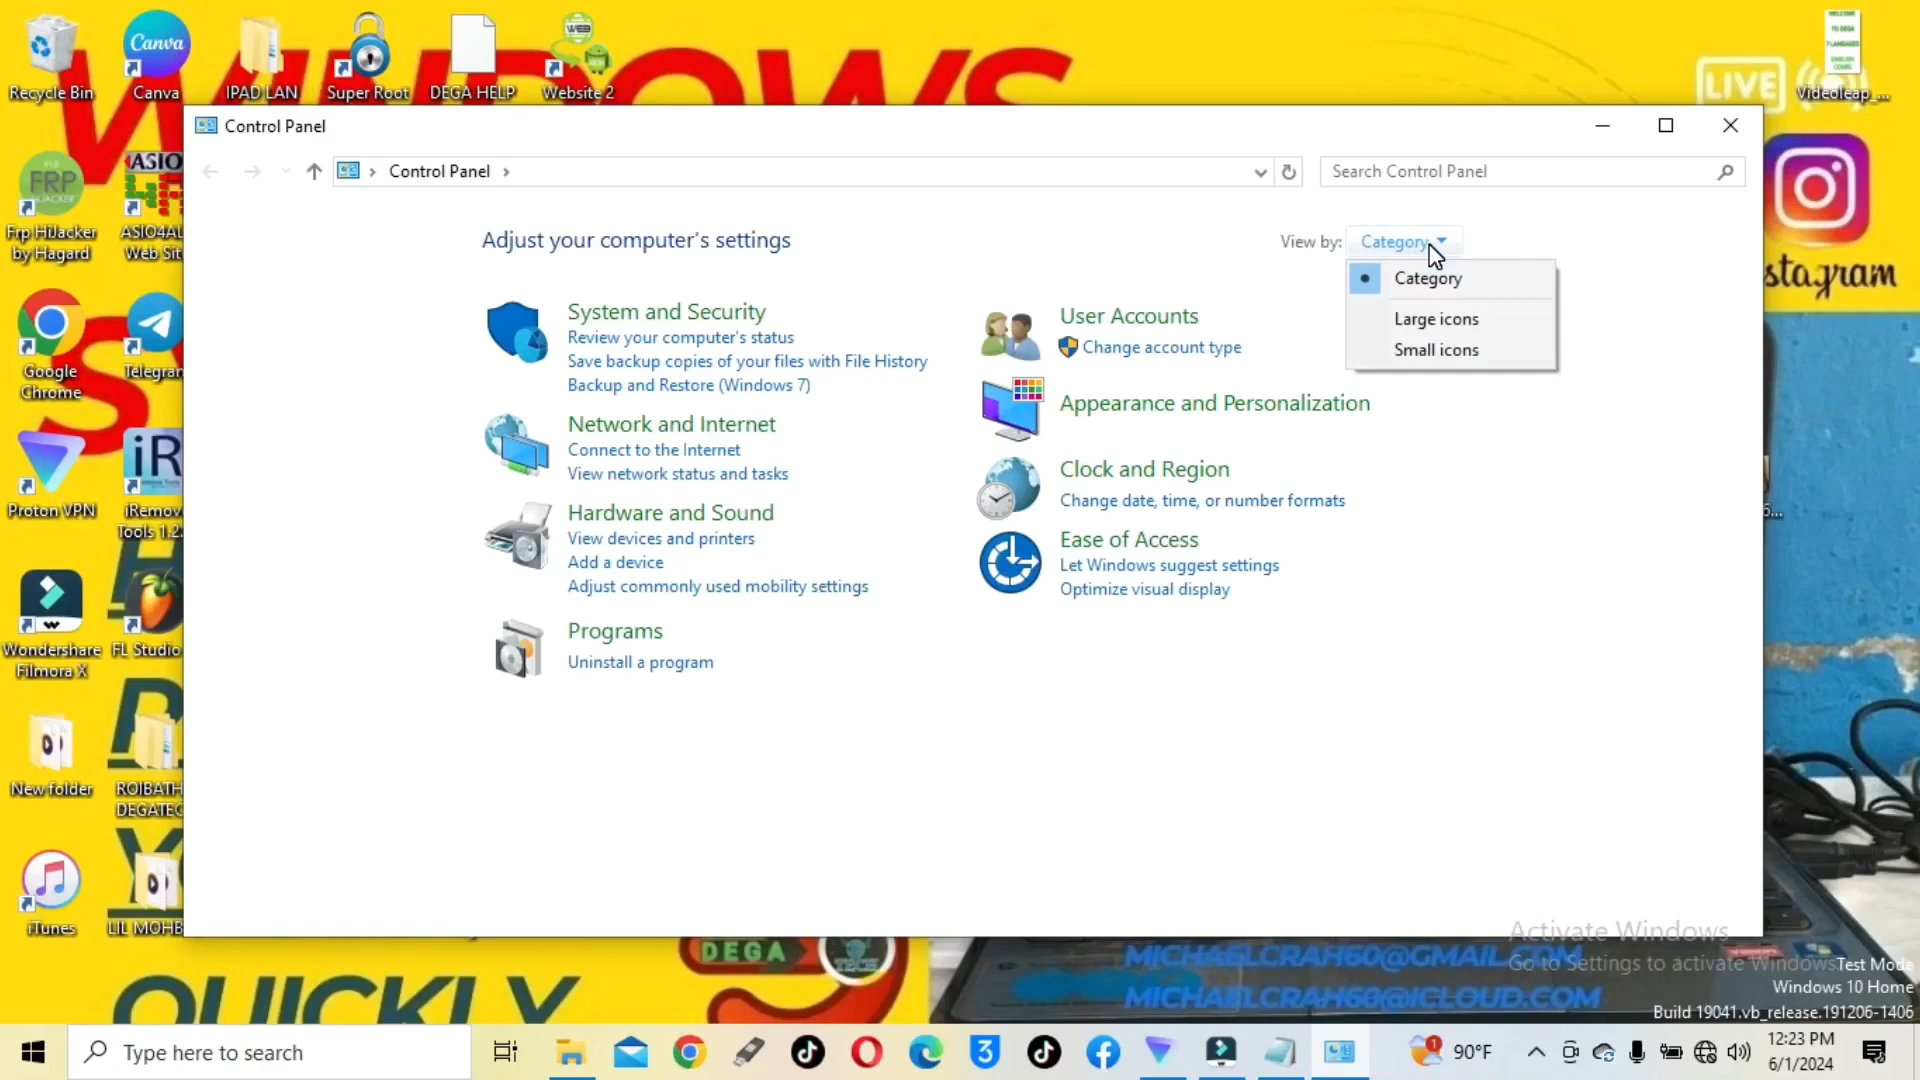 Recycle Bin
Canva
IPAD LAN
Super Root
DEGA HELP
Website 2
LIVE
Videoleap_...
Control Panel
Control Panel
Search Control Panel
Frp HiJacker
by Hagard
ASIO4AL
Web Sit
Adjust your computer's settings
View by:
Category
Category
Large icons
Small icons
stagram
System and Security
Review your computer's status
Save backup copies of your files with File History
Backup and Restore (Windows 7)
Network and Internet
Connect to the Internet
View network status and tasks
Hardware and Sound
View devices and printers
Add a device
Adjust commonly used mobility settings
Programs
Uninstall a program
User Accounts
Change account type
Appearance and Personalization
Clock and Region
Change date, time, or number formats
Ease of Access
Let Windows suggest settings
Optimize visual display
Google
Chrome
Telegran
Proton VPN
iRemov
Tools 1.2.
Wondershare
Filmora X
FL Studio
New folder
ROIBATH
DEGATEC
iTunes
LIL MOHB
DEGA
QUICKLY
MICHAELCRAH60@GMAIL
MICHAELCRAH60@ICLOUD.COM
Activate Windows
Go to Settings to activate Windows
Test Mode
Windows 10 Home
Build 19041.vb_release.191206-1406
Type here to search
90°F
12:23 PM
6/1/2024